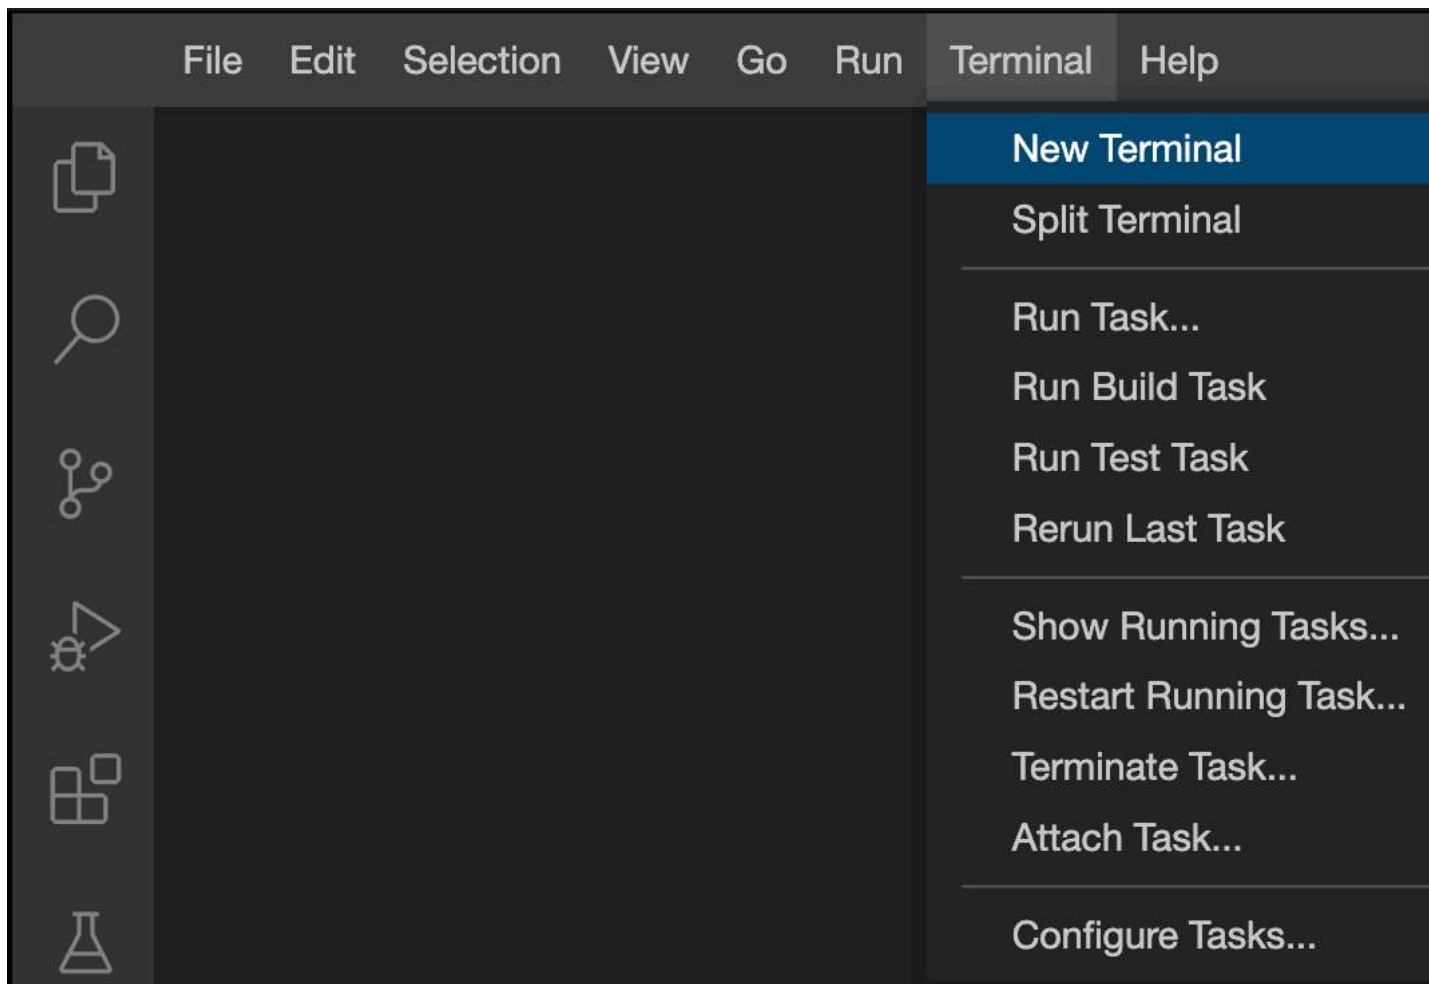 File Edit Selection View Go Run Terminal Help
New Terminal
Split Terminal
Run Task...
Run Build Task
Run Test Task
Rerun Last Task
Show Running Tasks...
Restart Running Task...
Terminate Task...
Attach Task...
Configure Tasks...